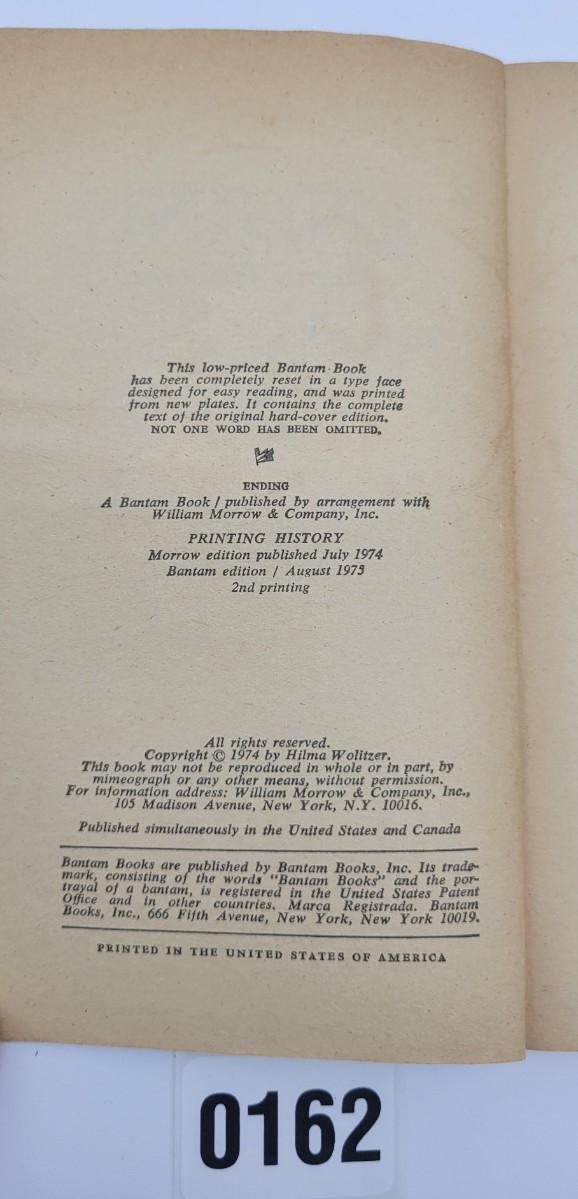 This low-priced Bantam Book
has been completely reset in a type face
designed for easy reading, and was printed
from new plates. It contains the complete
text of the original hard-cover edition.
NOT ONE WORD HAS BEEN OMITTED.
ENDING
A Bantam Book / published by arrangement with
William Morrow & Company, Inc.
PRINTING HISTORY
Morrow edition published July 1974
Bantam edition / August 1975
2nd printing
All rights reserved.
Copyright © 1974 by Hilma Wolitzer.
This book may not be reproduced in whole or in part, by
mimeograph or any other means, without permission.
For information address: William Morrow & Company, Inc.,
105 Madison Avenue, New York, N.Y. 10016.
Published simultaneously in the United States and Canada
Bantam Books are published by Bantam Books, Inc. Its trade-
mark, consisting of the words "Bantam Books" and the por-
trayal of a bantam, is registered in the United States Patent
Office and in other countries. Marca Registrada. Bantam
Books, Inc., 666 Fifth Avenue, New York, New York 10019.
PRINTED IN THE UNITED STATES OF AMERICA
0162